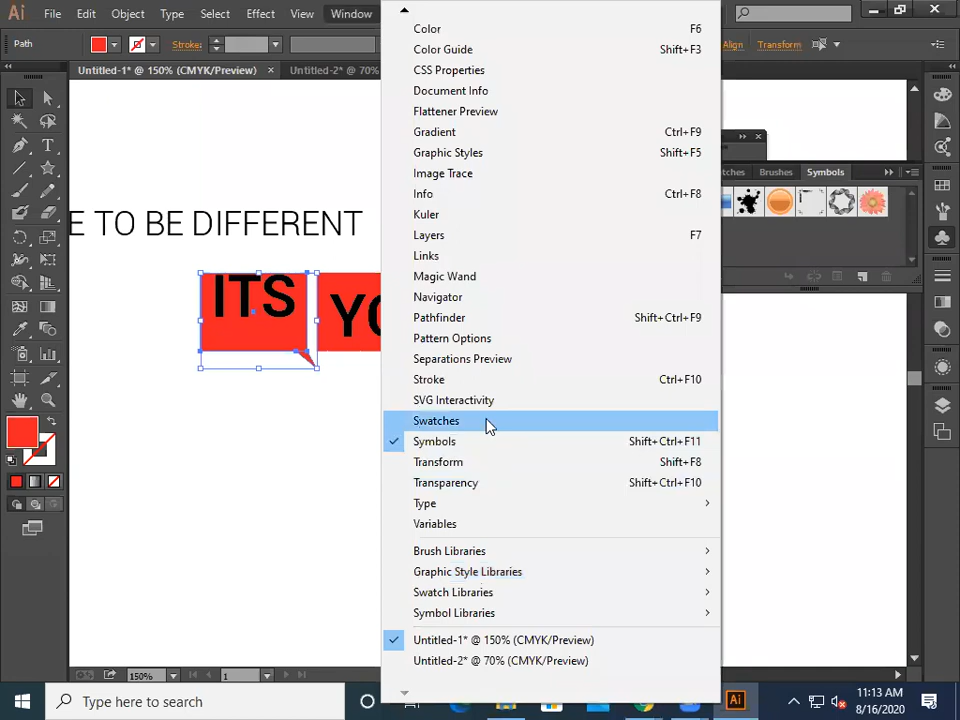 Ai File Edit Object Type Select Effect View Window
Path Stroke: Align Transform
Untitled-1* @ 150% (CMYK/Preview) × Untitled-2* @ 70%
Color F6
Color Guide Shift+F3
CSS Properties
Document Info
Flattener Preview
Gradient Ctrl+F9
Graphic Styles Shift+F5
Image Trace
Info Ctrl+F8
Kuler
Layers F7
Links
Magic Wand
Navigator
Pathfinder Shift+Ctrl+F9
Pattern Options
Separations Preview
Stroke Ctrl+F10
SVG Interactivity
Swatches
Symbols Shift+Ctrl+F11
Transform Shift+F8
Transparency Shift+Ctrl+F10
Type
Variables
Brush Libraries
Graphic Style Libraries
Swatch Libraries
Symbol Libraries
Untitled-1* @ 150% (CMYK/Preview)
Untitled-2* @ 70% (CMYK/Preview)
tches Brushes Symbols
E TO BE DIFFERENT
ITS
YO
150% 1
Type here to search
Ai
11:13 AM
8/16/2020